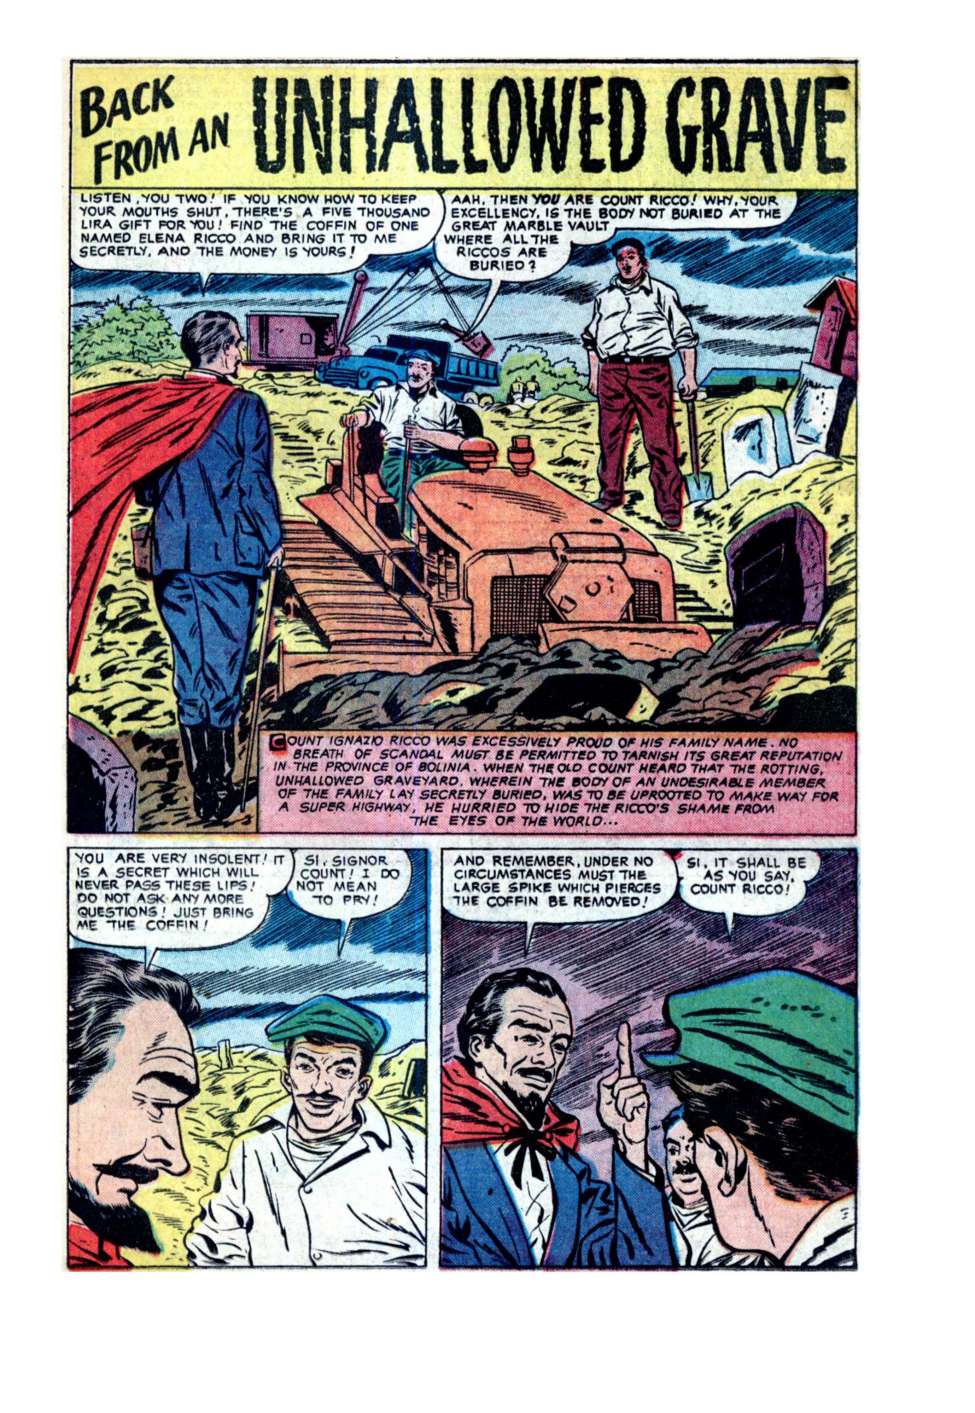 BACK
FROM AN
UNHALLOWED GRAVE
LISTEN, YOU TWO! IF YOU KNOW HOW TO KEEP
YOUR MOUTHS SHUT, THERE'S A FIVE THOUSAND
LIRA GIFT FOR YOU! FIND THE COFFIN OF ONE
NAMED ELENA RICCO AND BRING IT TO ME
SECRETLY, AND THE MONEY IS YOURS!
AAH, THEN YOU ARE COUNT RICCO! WHY, YOUR
EXCELLENCY, IS THE BODY NOT BURIED AT THE
GREAT MARBLE VAULT
WHERE ALL THE
RICCOS ARE
BURIED?
COUNT IGNAZIO RICCO WAS EXCESSIVELY PROUD OF HIS FAMILY NAME. NO
BREATH OF SCANDAL MUST BE PERMITTED TO TARNISH ITS GREAT REPUTATION
IN THE PROVINCE OF BOLINIA. WHEN THE OLD COUNT HEARD THAT THE ROTTING,
UNHALLOWED GRAVEYARD, WHEREIN THE BODY OF AN UNDESIRABLE MEMBER
OF THE FAMILY LAY SECRETLY BURIED, WAS TO BE UPROOTED TO MAKE WAY FOR
A SUPER HIGHWAY, HE HURRIED TO HIDE THE RICCO'S SHAME FROM
THE EYES OF THE WORLD...
YOU ARE VERY INSOLENT! IT
IS A SECRET WHICH WILL
NEVER PASS THESE LIPS!
DO NOT ASK ANY MORE
QUESTIONS! JUST BRING
ME THE COFFIN!
SI, SIGNOR
COUNT! I DO
NOT MEAN
TO PRY!
AND REMEMBER, UNDER NO
CIRCUMSTANCES MUST THE
LARGE SPIKE WHICH PIERCES
THE COFFIN BE REMOVED!
SI, IT SHALL BE
AS YOU SAY,
COUNT RICCO!